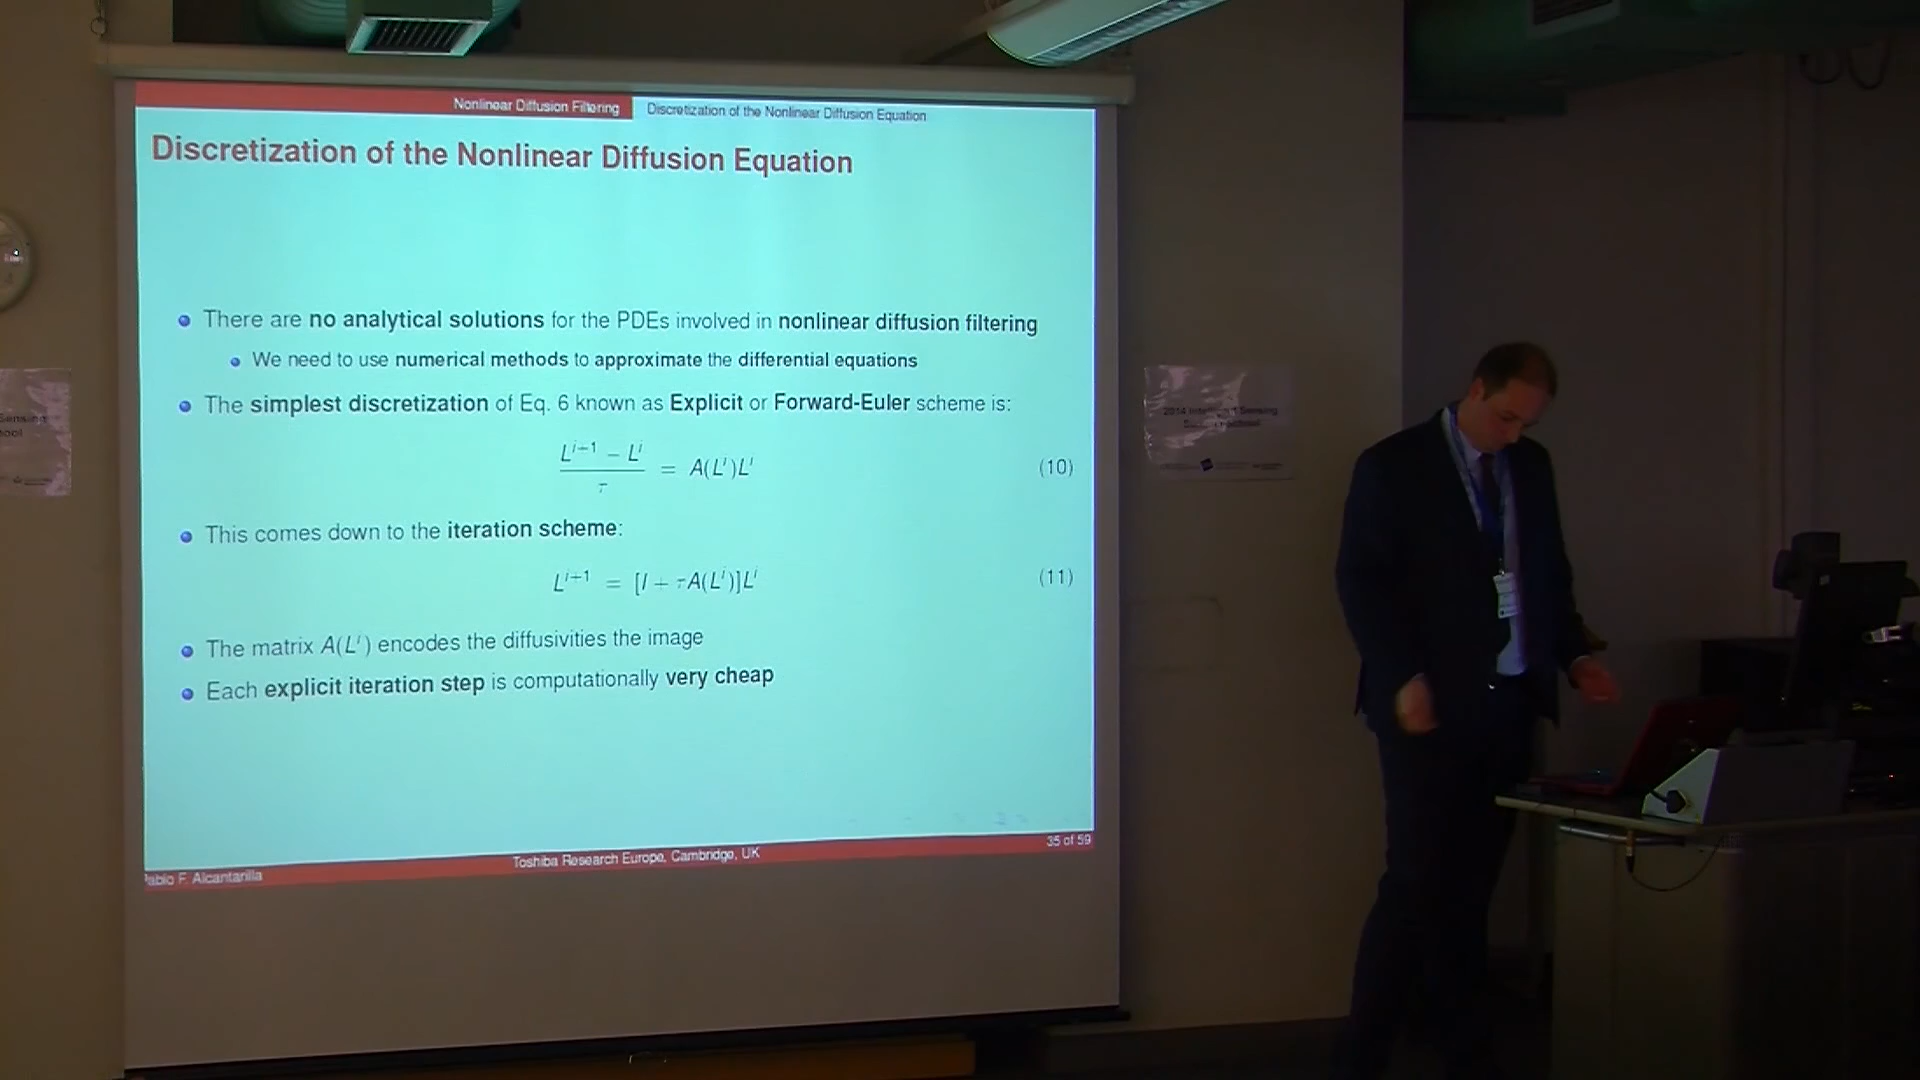 Nonlinear Diffusion Filtering
Discretization of the Nonlinear Diffusion Equation
Discretization of the Nonlinear Diffusion Equation
There are no analytical solutions for the PDEs involved in nonlinear diffusion filtering
We need to use numerical methods to approximate the differential equations
The simplest discretization of Eq. 6 known as Explicit or Forward-Euler scheme is:
(L^{i+1} − L^i) / τ = A(L^i)L^i (10)
This comes down to the iteration scheme:
L^{i+1} = [I + τA(L^i)]L^i (11)
The matrix A(L^i) encodes the diffusivities the image
Each explicit iteration step is computationally very cheap
Pablo F. Alcantarilla
Toshiba Research Europe, Cambridge, UK
35 of 59
Sensing
2014 Sensing